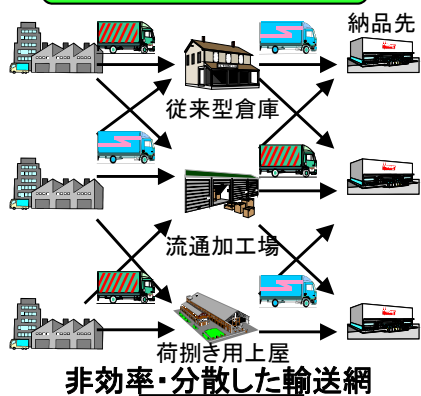 納品先
従来型倉庫
流通加工場
荷捌き用上屋
非効率・分散した輸送網